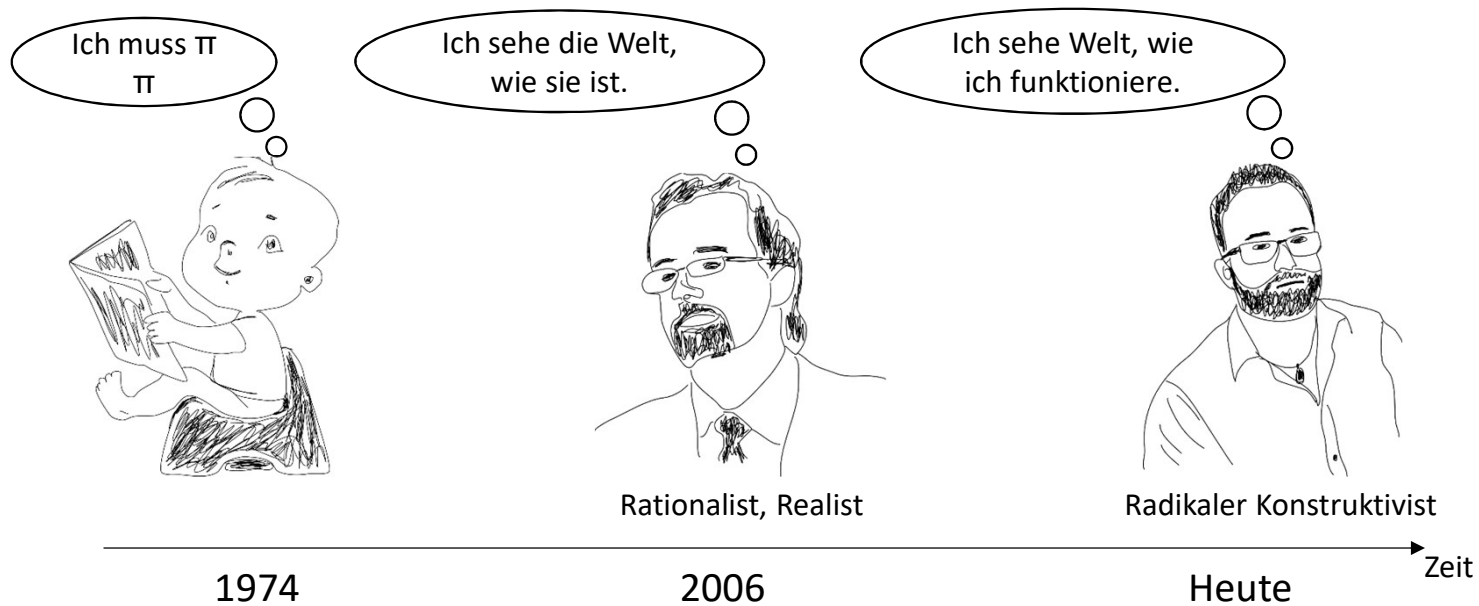 Ich muss π
π
Ich sehe die Welt,
wie sie ist.
Ich sehe Welt, wie
ich funktioniere.
Rationalist, Realist
Radikaler Konstruktivist
Zeit
1974
2006
Heute